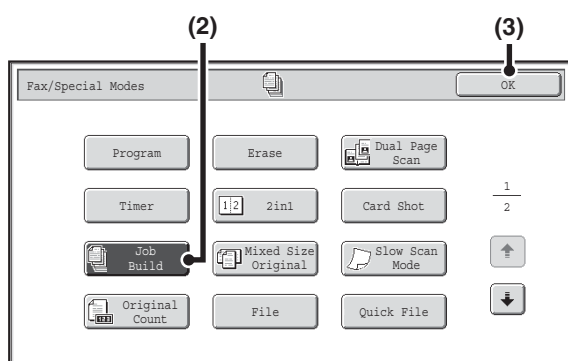 (2) (3)
Fax/Special Modes OK
Program Erase Dual Page
Scan
Timer 1 2 2in1 Card Shot 1
2
Job
Build Mixed Size
Original Slow Scan
Mode
Original
Count 123 File Quick File